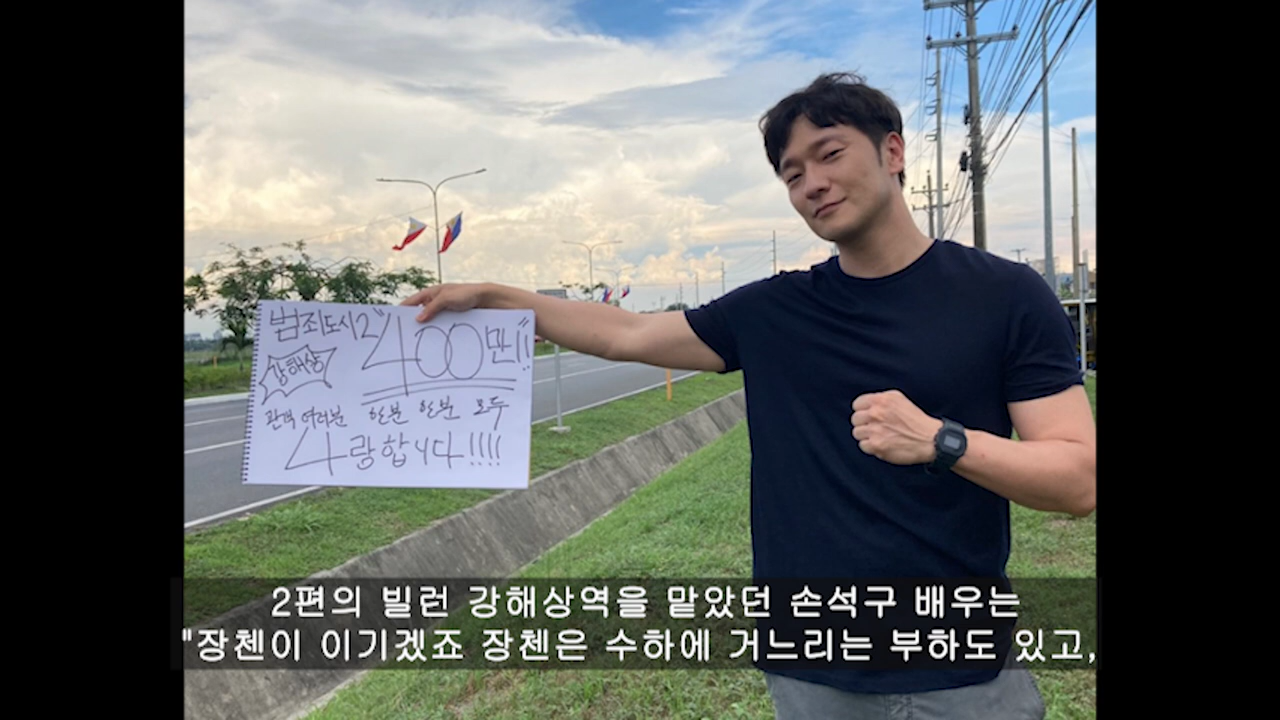 범죄도시2 "400만!!"
강해상
관객 여러분 한분 한분 모두
4랑합니다!!!!
2편의 빌런 강해상역을 맡았던 손석구 배우는
"장첸이 이기겠죠 장첸은 수하에 거느리는 부하도 있고,